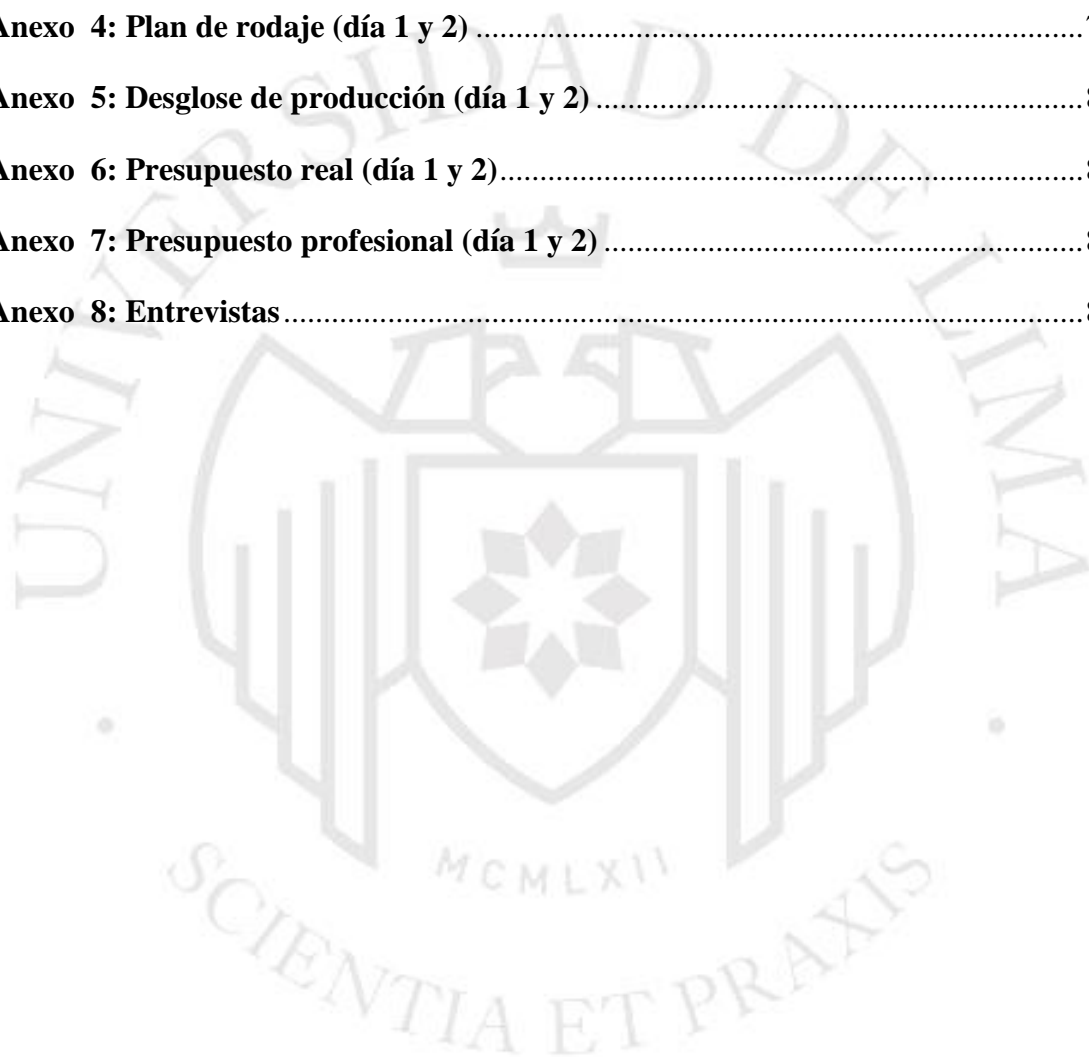 Anexo 4: Plan de rodaje (día 1 y 2)
Anexo 5: Desglose de producción (día 1 y 2)
Anexo 6: Presupuesto real (día 1 y 2)
Anexo 7: Presupuesto profesional (día 1 y 2)
Anexo 8: Entrevistas
UNIVERSIDAD DE LIMA
MCMLXII
SCIENTIA ET PRAXIS